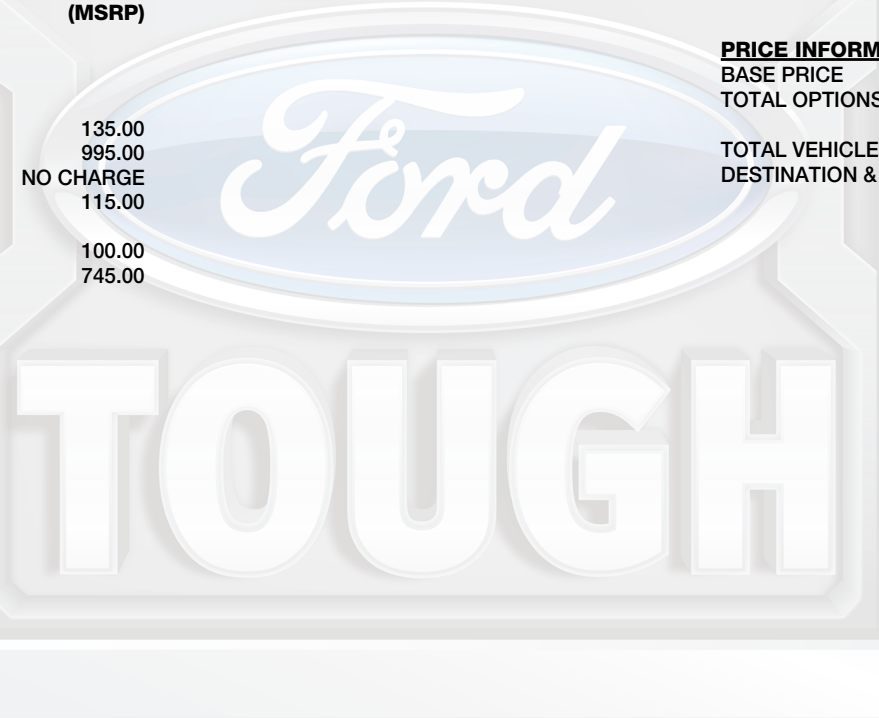 (MSRP)
135.00
995.00
NO CHARGE
115.00
100.00
745.00
PRICE INFORM
BASE PRICE
TOTAL OPTIONS
TOTAL VEHICLE
DESTINATION &
Ford
TOUGH